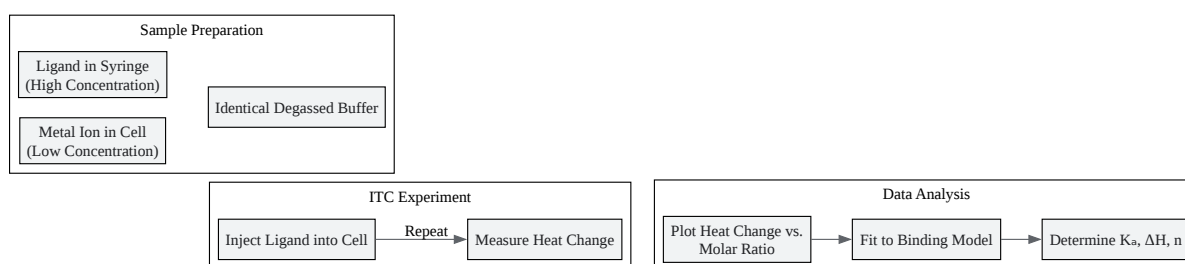 Sample Preparation
Ligand in Syringe
(High Concentration)
Identical Degassed Buffer
Metal Ion in Cell
(Low Concentration)
ITC Experiment
Inject Ligand into Cell
Repeat
Measure Heat Change
Data Analysis
Plot Heat Change vs.
Molar Ratio
Fit to Binding Model
Determine Kₐ, ΔH, n